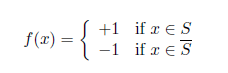 f(x) = { +1 if x ∈ S
−1 if x ∈ S̅